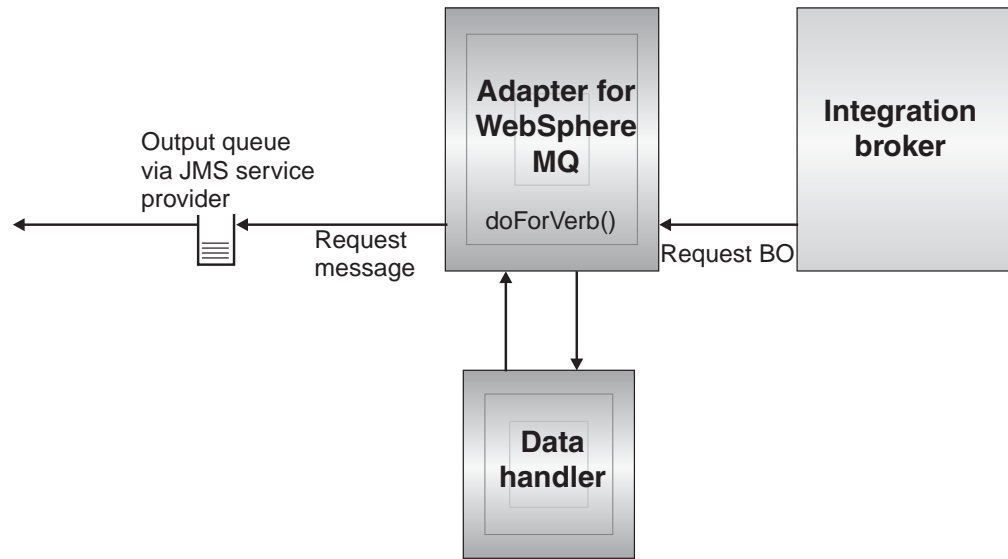 Output queue
via JMS service
provider
Request
message
Adapter for
WebSphere
MQ
doForVerb()
Request BO
Integration
broker
Data
handler